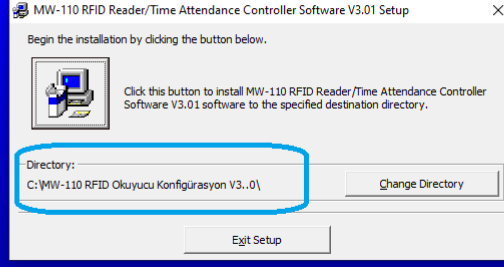 MW-110 RFID Reader/Time Attendance Controller Software V3.01 Setup
Begin the installation by clicking the button below.
Click this button to install MW-110 RFID Reader/Time Attendance Controller
Software V3.01 software to the specified destination directory.
Directory:
C:\MW-110 RFID Okuyucu Konfigürasyon V3..0\
Change Directory
Exit Setup